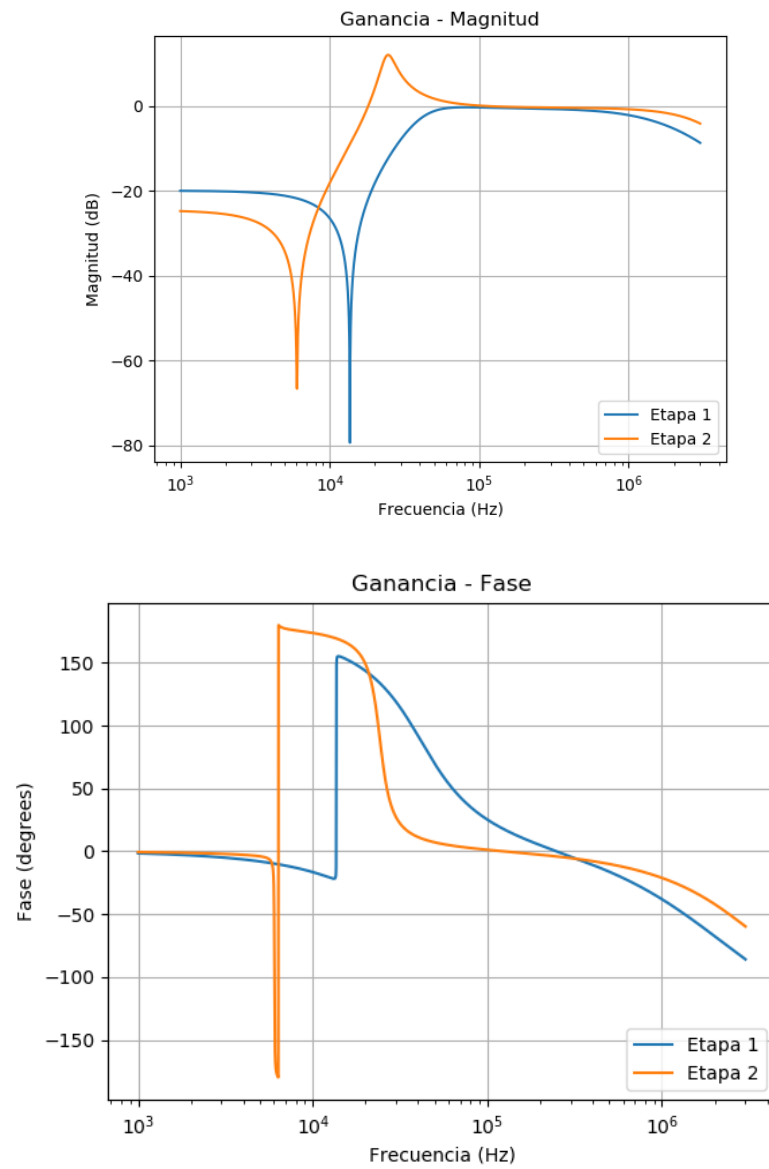 Ganancia - Magnitud
Magnitud (dB)
0
−20
−40
−60
−80
Etapa 1
Etapa 2
10³
10⁴
10⁵
10⁶
Frecuencia (Hz)
Ganancia - Fase
Fase (degrees)
150
100
50
0
−50
−100
−150
Etapa 1
Etapa 2
10³
10⁴
10⁵
10⁶
Frecuencia (Hz)